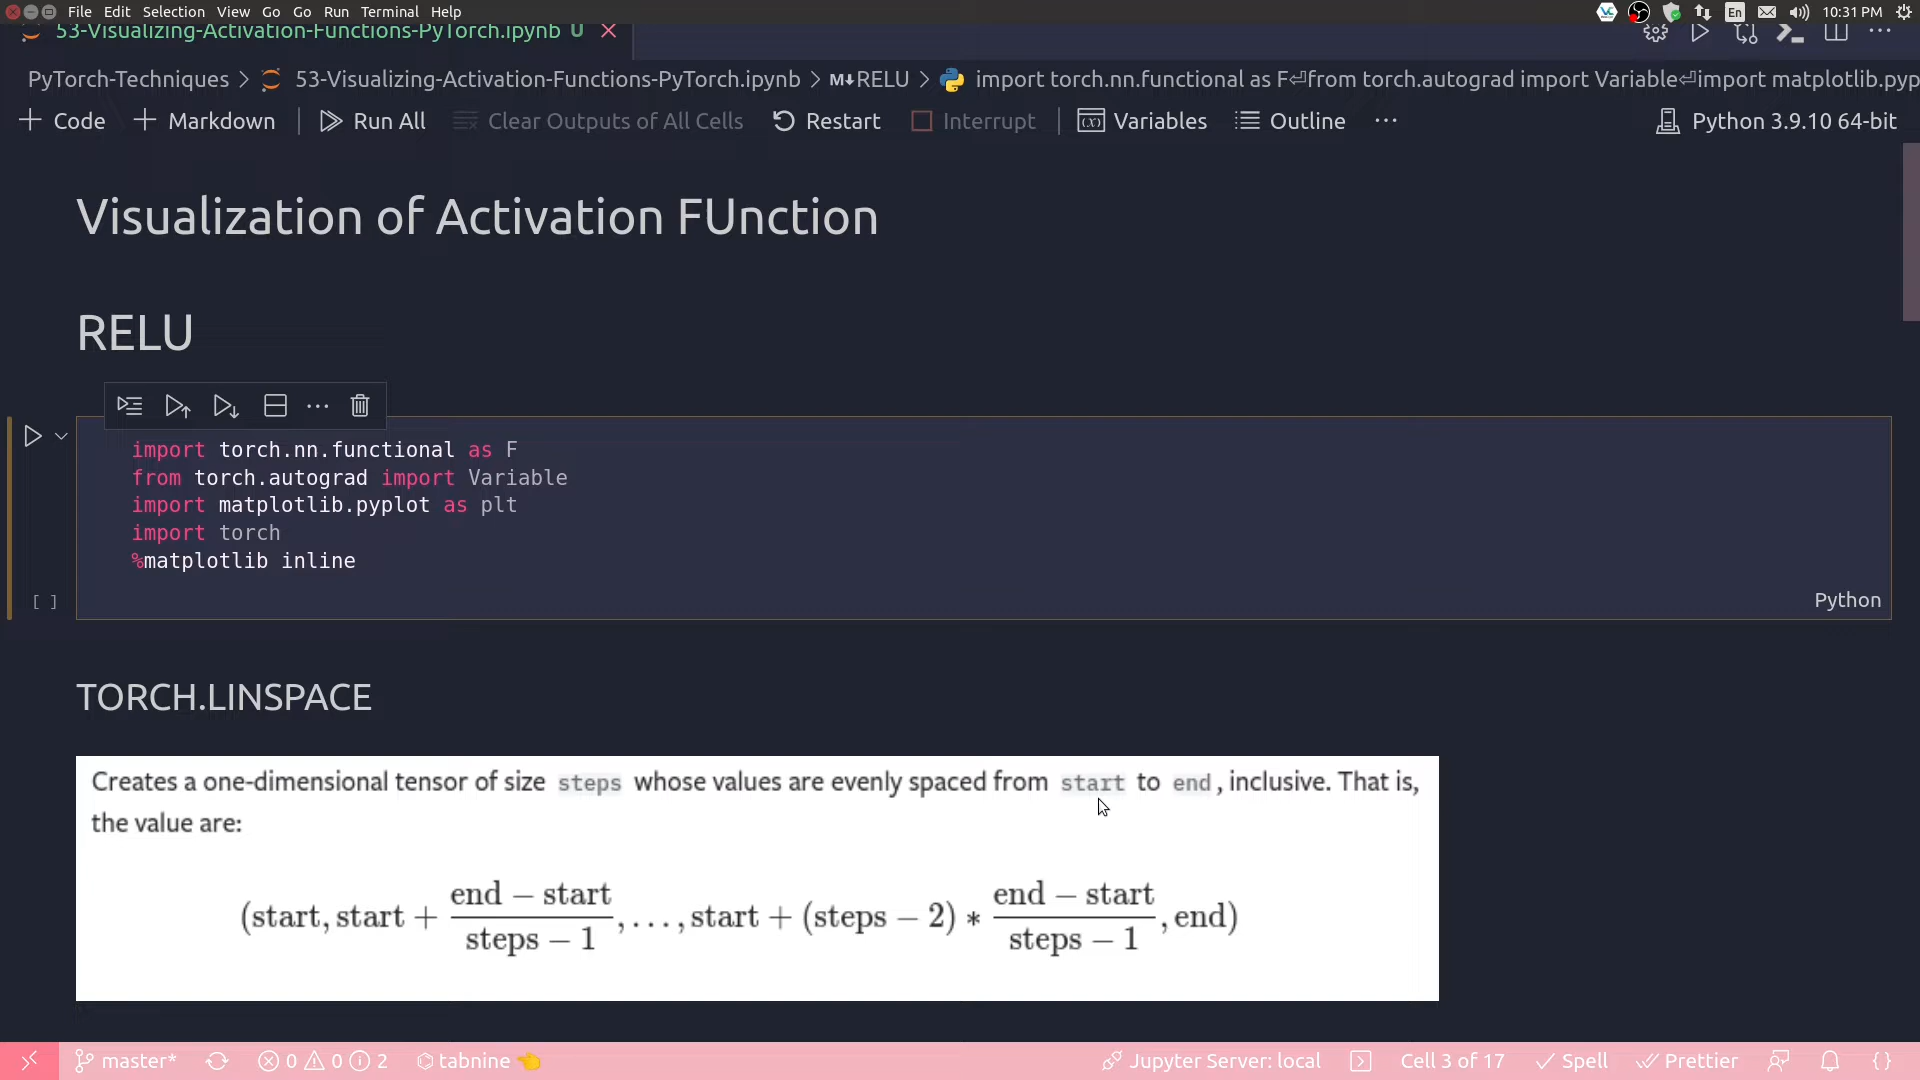 File Edit Selection View Go Go Run Terminal Help
En 10:31 PM
53-Visualizing-Activation-Functions-PyTorch.ipynb U
PyTorch-Techniques > 53-Visualizing-Activation-Functions-PyTorch.ipynb > M↓RELU > import torch.nn.functional as F⏎from torch.autograd import Variable⏎import matplotlib.pyp
+ Code + Markdown Run All Clear Outputs of All Cells Restart Interrupt Variables Outline ··· Python 3.9.10 64-bit
Visualization of Activation FUnction
RELU
import torch.nn.functional as F
from torch.autograd import Variable
import matplotlib.pyplot as plt
import torch
%matplotlib inline
[ ] Python
TORCH.LINSPACE
Creates a one-dimensional tensor of size steps whose values are evenly spaced from start to end, inclusive. That is,
the value are:
(start, start + (end − start)/(steps − 1), . . . , start + (steps − 2) ∗ (end − start)/(steps − 1), end)
master* 0 0 2 tabnine 👈 Jupyter Server: local Cell 3 of 17 Spell Prettier {}